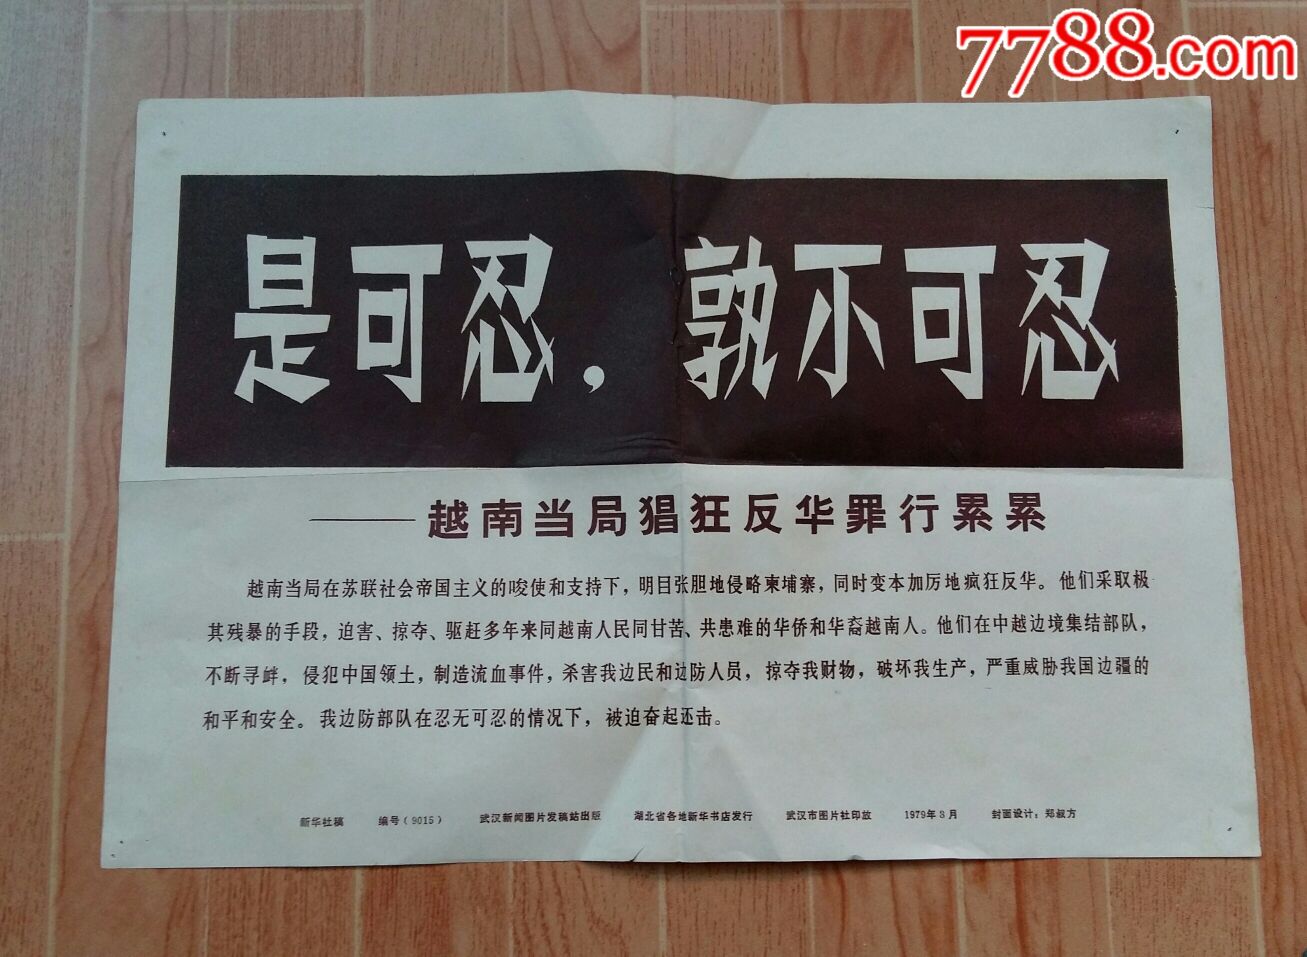 7788.com
是可忍，孰不可忍
——越南当局猖狂反华罪行累累
越南当局在苏联社会帝国主义的唆使和支持下，明目张胆地侵略柬埔寨，同时变本加厉地疯狂反华。他们采取极
其残暴的手段，迫害、掠夺、驱赶多年来同越南人民同甘苦、共患难的华侨和华裔越南人。他们在中越边境集结部队，
不断寻衅，侵犯中国领土，制造流血事件，杀害我边民和边防人员，掠夺我财物，破坏我生产，严重威胁我国边疆的
和平和安全。我边防部队在忍无可忍的情况下，被迫奋起还击。
新华社稿 编号（9015） 武汉新闻图片发稿站出版 湖北省各地新华书店发行 武汉市图片社印放 1979年3月 封面设计：郑叔方